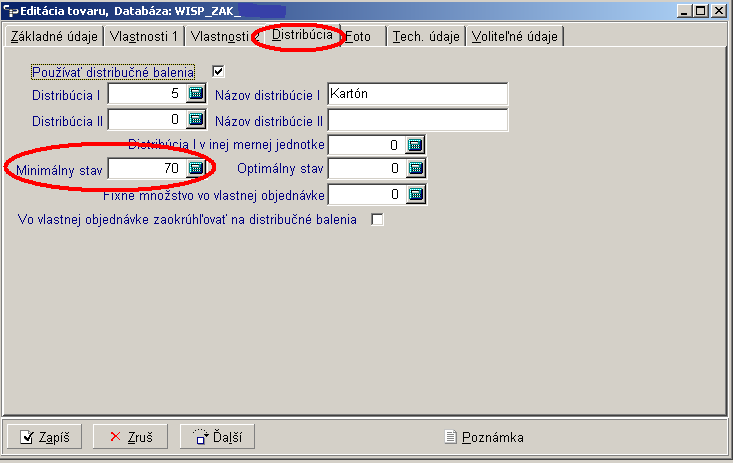 Editácia tovaru, Databáza: WISP_ZAK_
Základné údaje Vlastnosti 1 Vlastnosti 2 Distribúcia Foto Tech. údaje Voliteľné údaje
Používať distribučné balenia
Distribúcia I 5 Názov distribúcie I Kartón
Distribúcia II 0 Názov distribúcie II
Distribúcia I v inej mernej jednotke 0
Minimálny stav 70 Optimálny stav 0
Fixné množstvo vo vlastnej objednávke 0
Vo vlastnej objednávke zaokrúhľovať na distribučné balenia
Zapíš Zruš Ďalší Poznámka